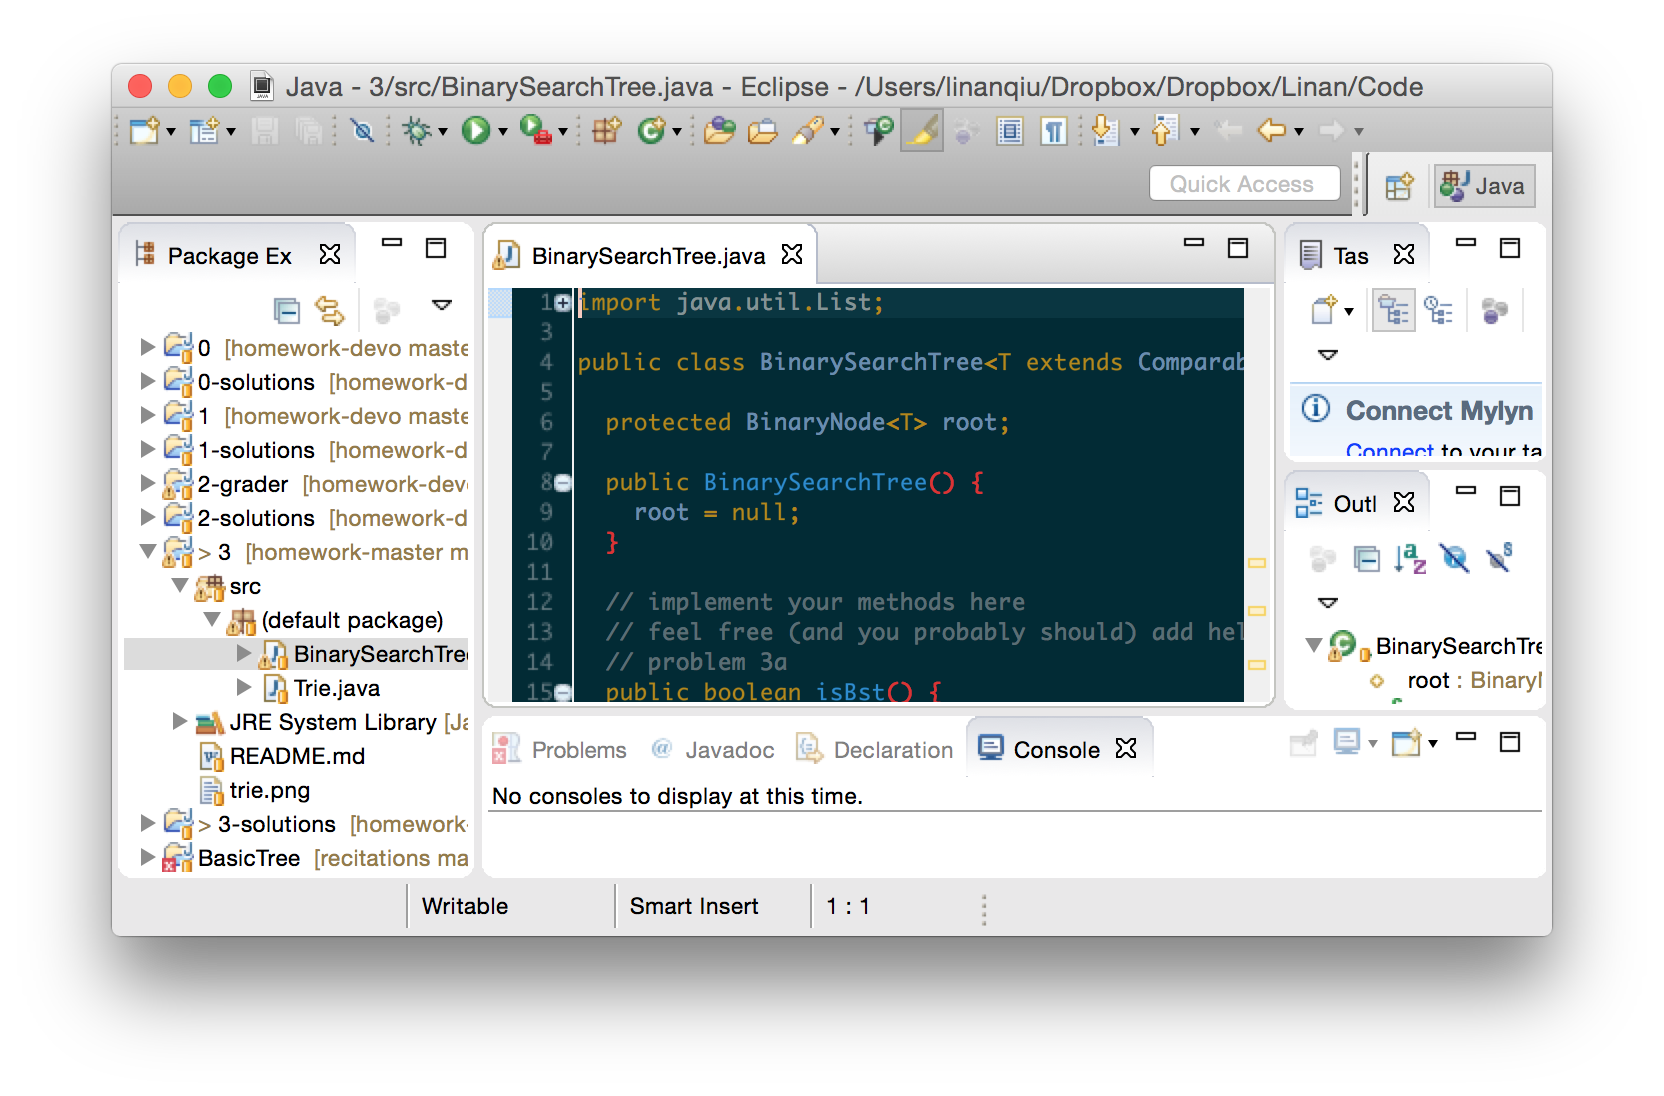 Java - 3/src/BinarySearchTree.java - Eclipse - /Users/linanqiu/Dropbox/Dropbox/Linan/Code
Quick Access
Java
Package Ex
0 [homework-devo maste
0-solutions [homework-d
1 [homework-devo maste
1-solutions [homework-d
2-grader [homework-dev
2-solutions [homework-d
> 3 [homework-master m
src
(default package)
BinarySearchTre
Trie.java
JRE System Library [Ja
README.md
trie.png
> 3-solutions [homework-
BasicTree [recitations ma
BinarySearchTree.java
1 import java.util.List;
3
4 public class BinarySearchTree<T extends Comparab
5
6 protected BinaryNode<T> root;
7
8 public BinarySearchTree() {
9 root = null;
10 }
11
12 // implement your methods here
13 // feel free (and you probably should) add hel
14 // problem 3a
15 public boolean isBst() {
Tas
Connect Mylyn
Connect to your ta
Outl
BinarySearchTre
root : Binary
Problems
Javadoc
Declaration
Console
No consoles to display at this time.
Writable
Smart Insert
1 : 1